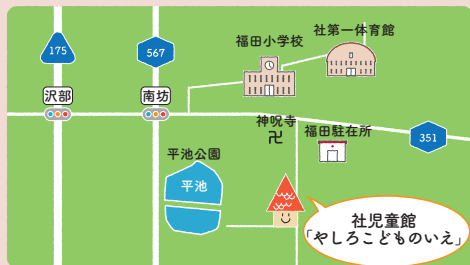 175
567
福田小学校
社第一体育館
沢部
南坊
神呪寺
卍
福田駐在所
351
平池公園
平池
社児童館
「やしろこどものいえ」